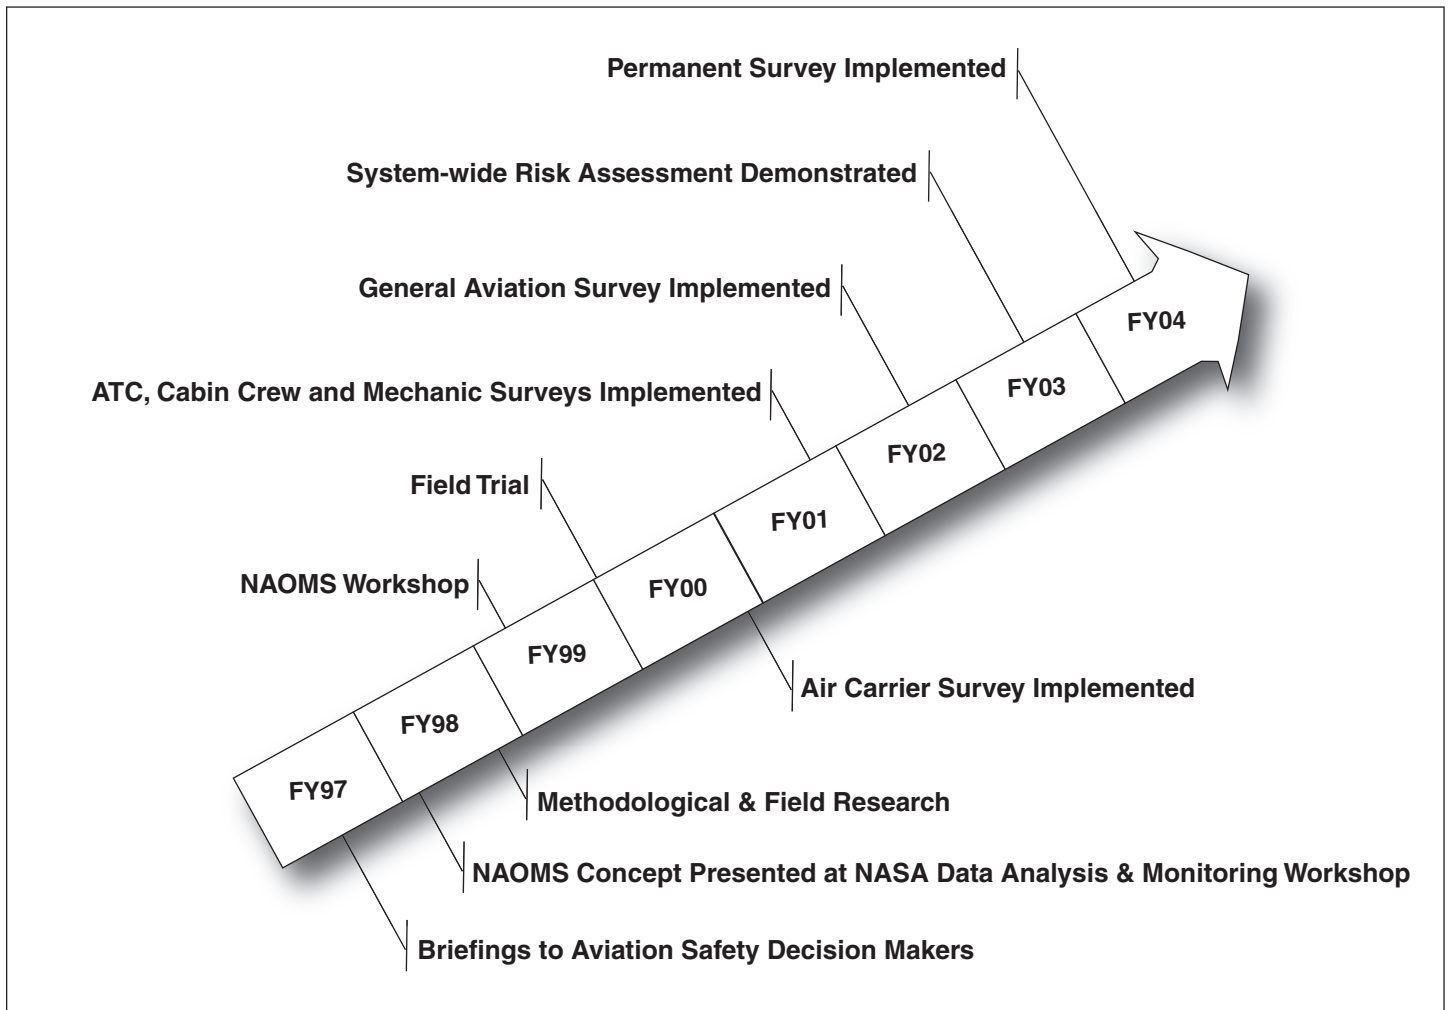 Permanent Survey Implemented
System-wide Risk Assessment Demonstrated
General Aviation Survey Implemented
ATC, Cabin Crew and Mechanic Surveys Implemented
Field Trial
NAOMS Workshop
FY97
FY98
FY99
FY00
FY01
FY02
FY03
FY04
Air Carrier Survey Implemented
Methodological & Field Research
NAOMS Concept Presented at NASA Data Analysis & Monitoring Workshop
Briefings to Aviation Safety Decision Makers